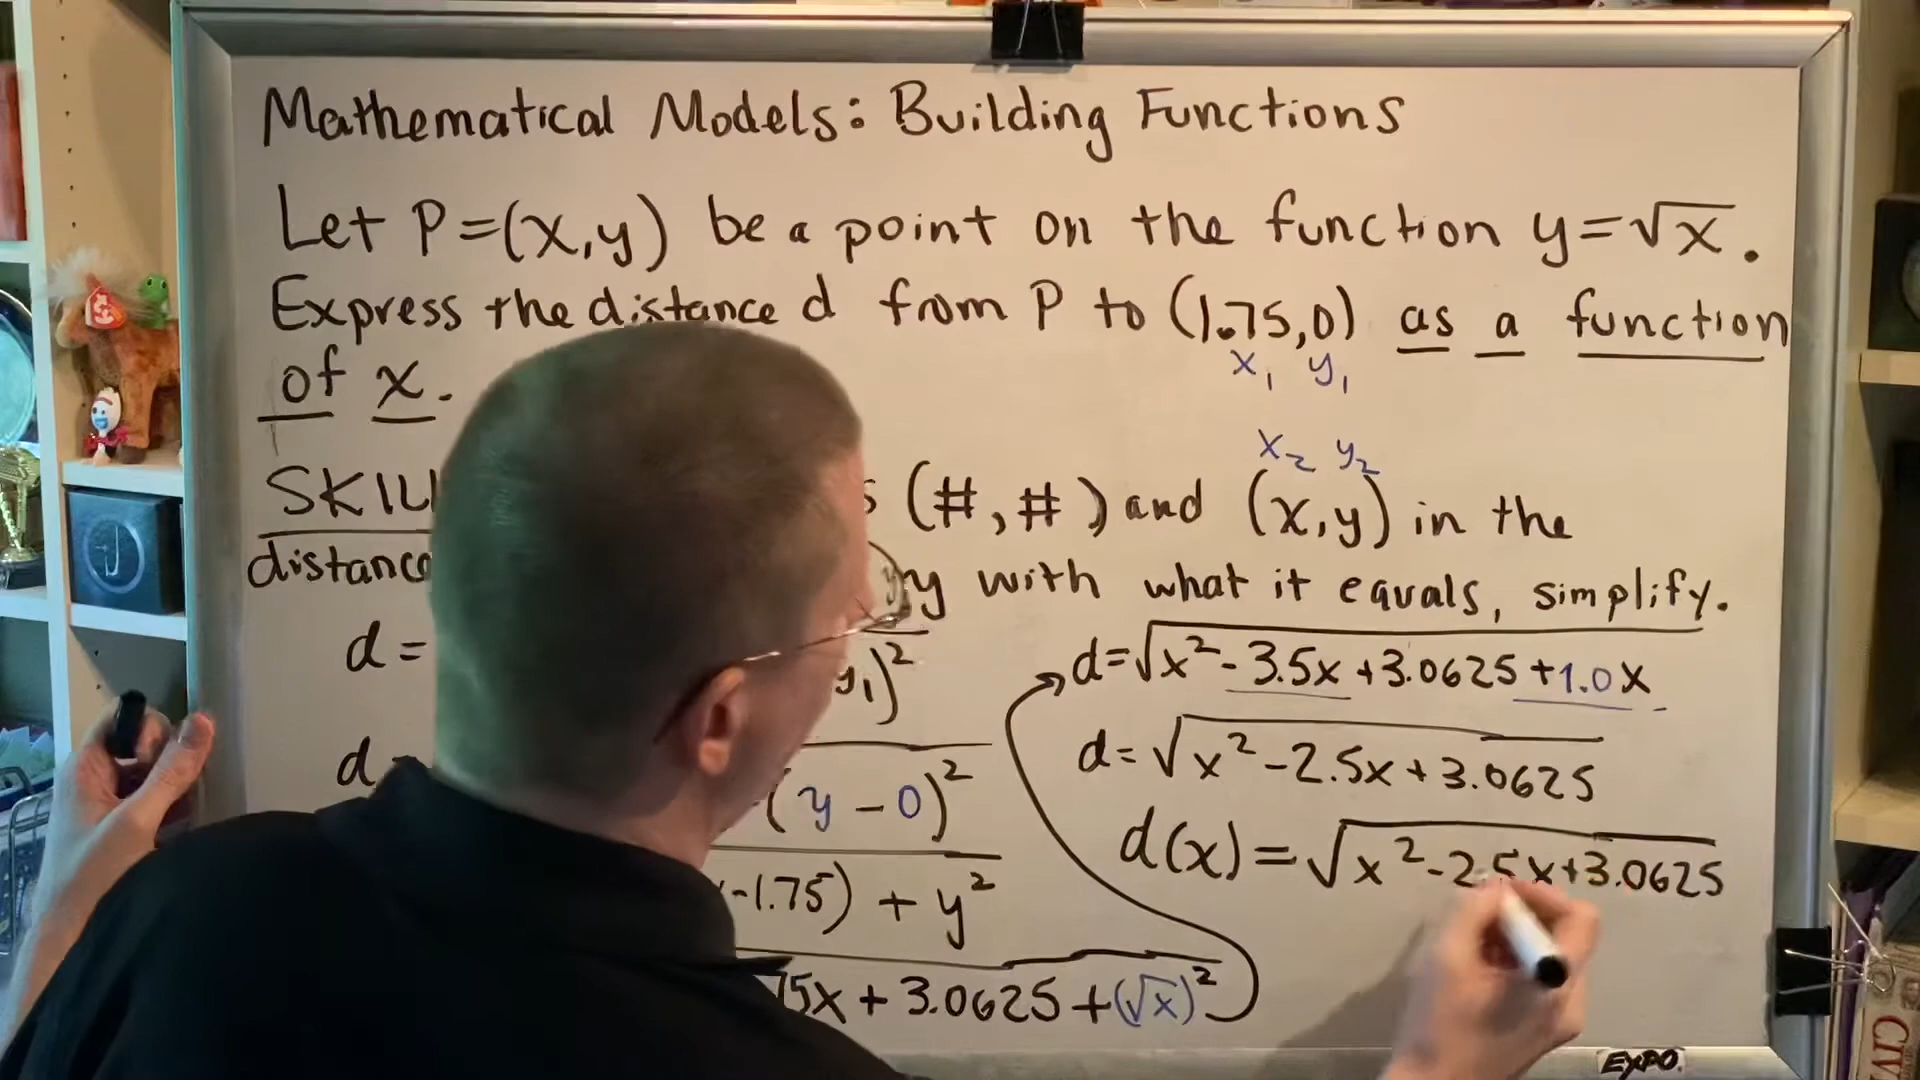 Mathematical Models: Building Functions
Let P=(x,y) be a point on the function y=√x.
Express the distance d from P to (1.75,0) as a function
x₁ y₁
of x.
x₂ y₂
(#,#) and (x,y) in the
y with what it equals, simplify.
d=
y₁)²
d=√x²-3.5x+3.0625+1.0x
d
(y-0)²
d=√x²-2.5x+3.0625
-1.75) + y²
d(x)=√x²-2.5x+3.0625
5x+3.0625+(√x)²
EXPO
CIV